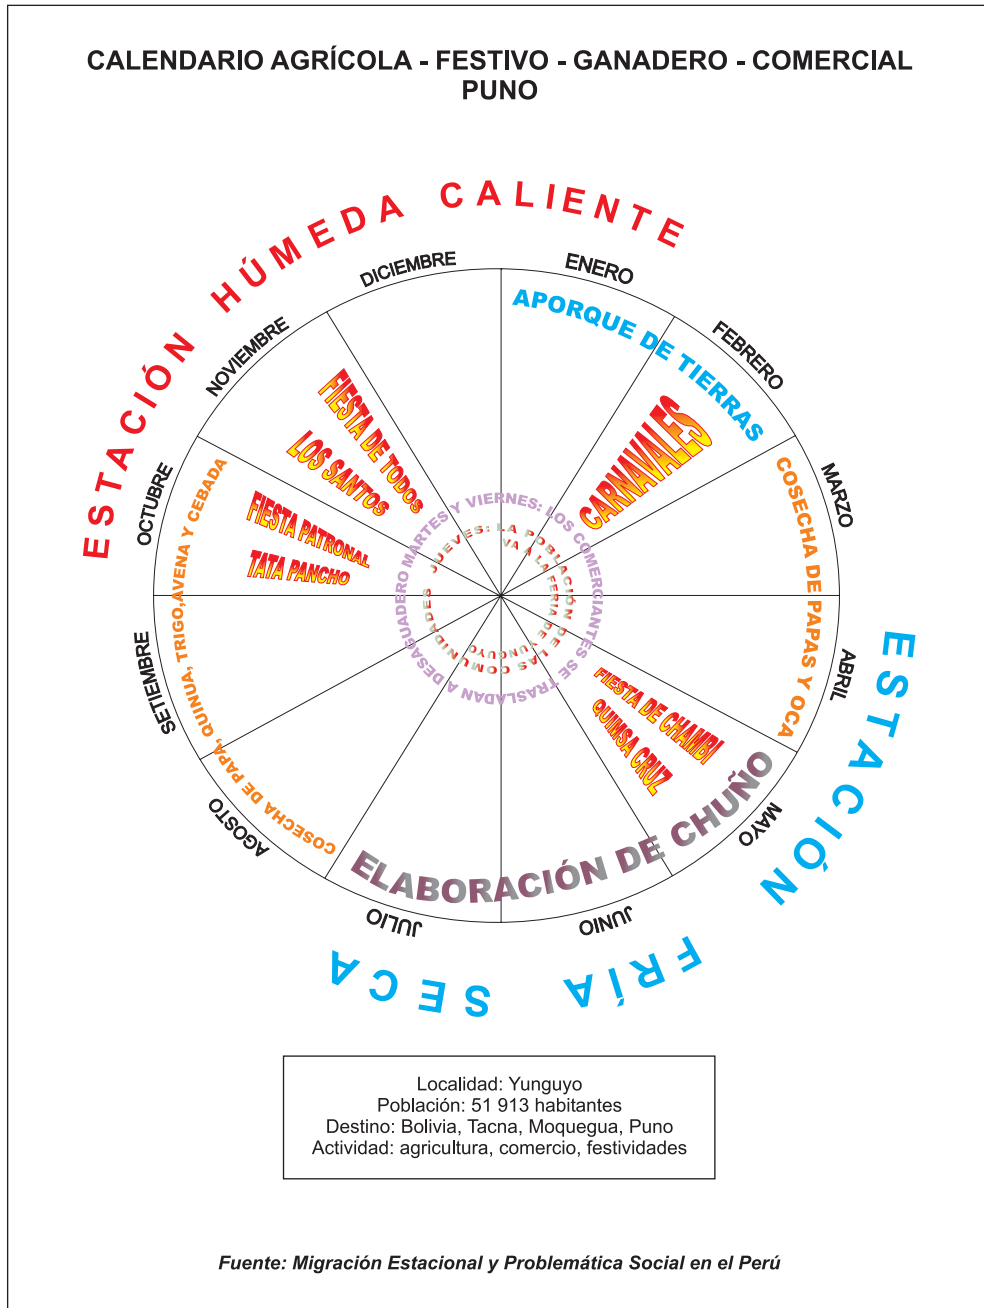 CALENDARIO AGRÍCOLA - FESTIVO - GANADERO - COMERCIAL
PUNO
ESTACIÓN HÚMEDA CALIENTE
ENERO
FEBRERO
MARZO
ABRIL
MAYO
JUNIO
JULIO
AGOSTO
SETIEMBRE
OCTUBRE
NOVIEMBRE
DICIEMBRE
APORQUE DE TIERRAS
CARNAVALES
COSECHA DE PAPAS Y OCA
FIESTA DE CHAMBI
QUIMSA CRUZ
ELABORACIÓN DE CHUÑO
COSECHA DE PAPA, QUINUA, TRIGO,AVENA Y CEBADA
FIESTA PATRONAL
TATA PANCHO
FIESTA DE TODOS
LOS SANTOS
MARTES Y VIERNES: LOS COMERCIANTES SE TRASLADAN A DESAGUADERO
JUEVES: LA POBLACIÓN DE LAS COMUNIDADES
VA A LA FERIA DE YUNGUYO
ESTACIÓN FRÍA SECA
Localidad: Yunguyo
Población: 51 913 habitantes
Destino: Bolivia, Tacna, Moquegua, Puno
Actividad: agricultura, comercio, festividades
Fuente: Migración Estacional y Problemática Social en el Perú